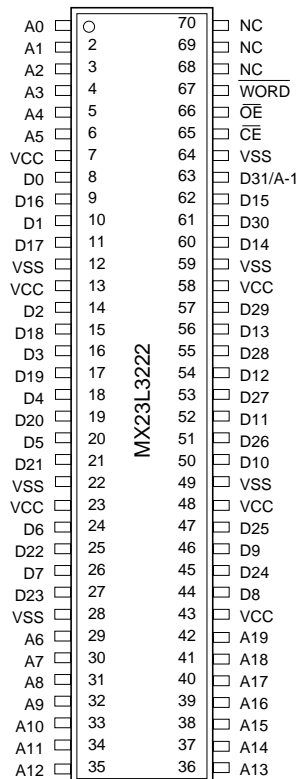 A0 70 NC
A1 2 69 NC
A2 3 68 NC
A3 4 67 WORD
A4 5 66 OE
A5 6 65 CE
VCC 7 64 VSS
D0 8 63 D31/A-1
D16 9 62 D15
D1 10 61 D30
D17 11 60 D14
VSS 12 59 VSS
VCC 13 58 VCC
D2 14 57 D29
D18 15 56 D13
D3 16 55 D28
D19 17 54 D12
D4 18 53 D27
D20 19 52 D11
D5 20 51 D26
D21 21 50 D10
VSS 22 49 VSS
VCC 23 48 VCC
D6 24 47 D25
D22 25 46 D9
D7 26 45 D24
D23 27 44 D8
VSS 28 43 VCC
A6 29 42 A19
A7 30 41 A18
A8 31 40 A17
A9 32 39 A16
A10 33 38 A15
A11 34 37 A14
A12 35 36 A13
MX23L3222